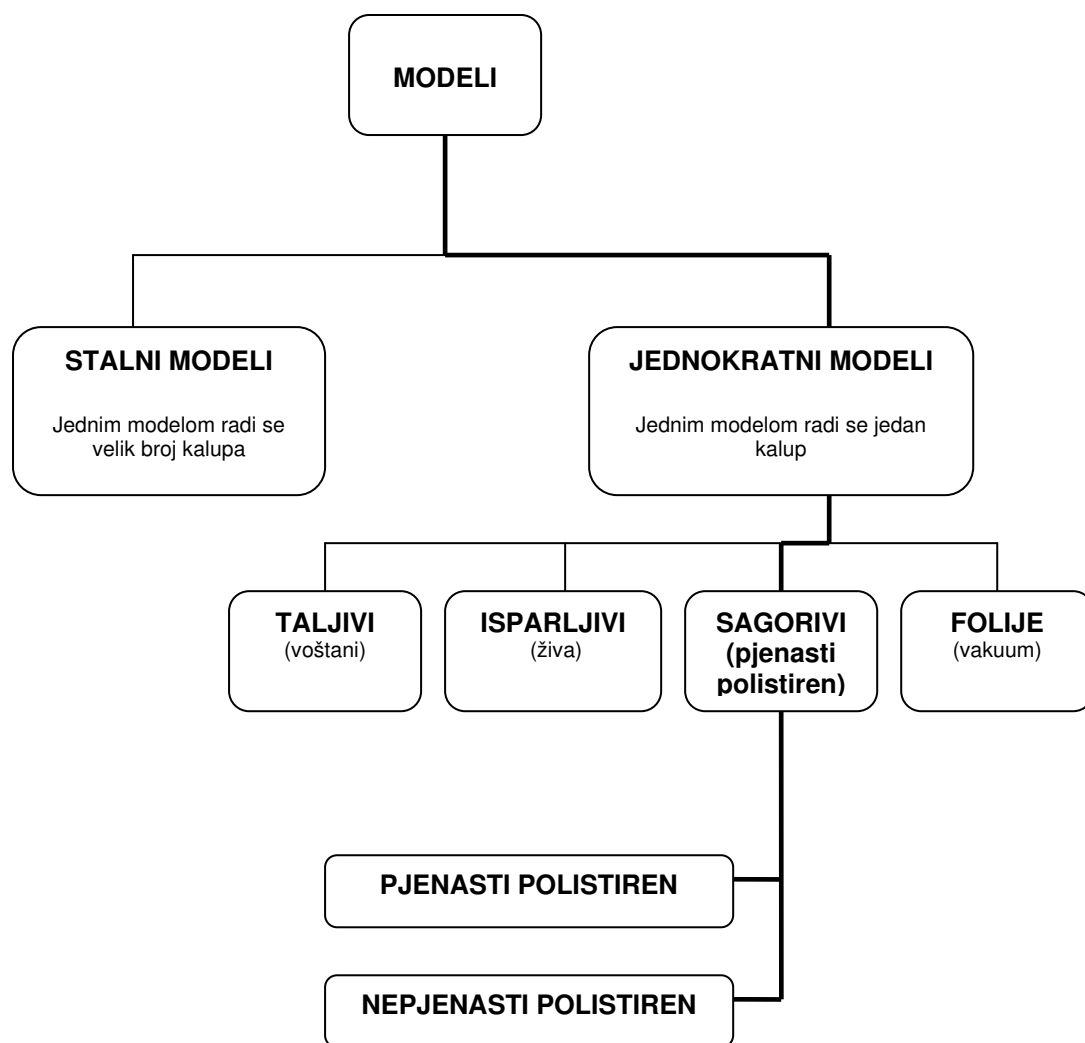 MODELI
STALNI MODELI
Jednim modelom radi se
velik broj kalupa
JEDNOKRATNI MODELI
Jednim modelom radi se jedan
kalup
TALJIVI
(voštani)
ISPARLJIVI
(živa)
SAGORIVI
(pjenasti
polistiren)
FOLIJE
(vakuum)
PJENASTI POLISTIREN
NEPJENASTI POLISTIREN